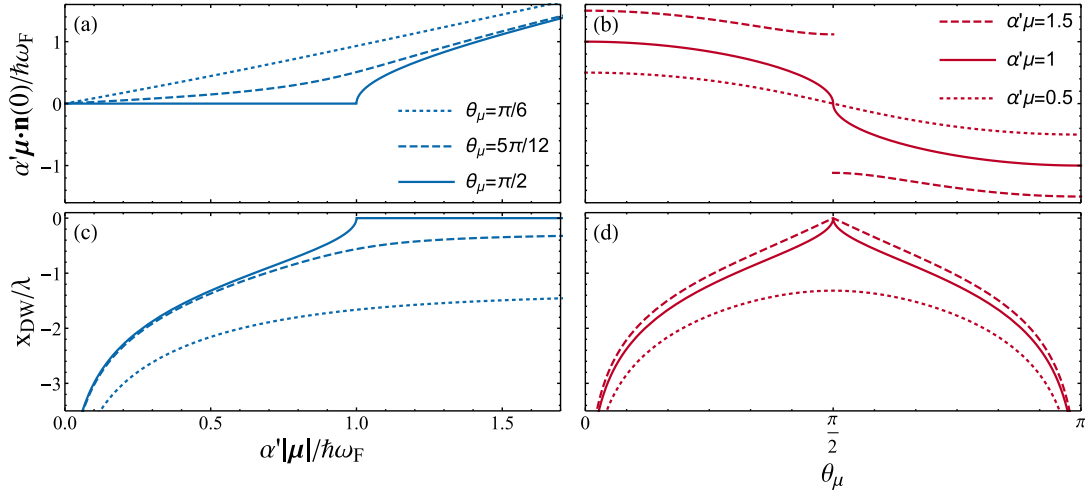 (a)
α'μ·n(0)/ħω_F
1
0
−1
θ_μ=π/6
θ_μ=5π/12
θ_μ=π/2
(b)
α'μ=1.5
α'μ=1
α'μ=0.5
(c)
x_DW/λ
0
−1
−2
−3
0.0
0.5
1.0
1.5
α'|μ|/ħω_F
(d)
0
π/2
π
θ_μ